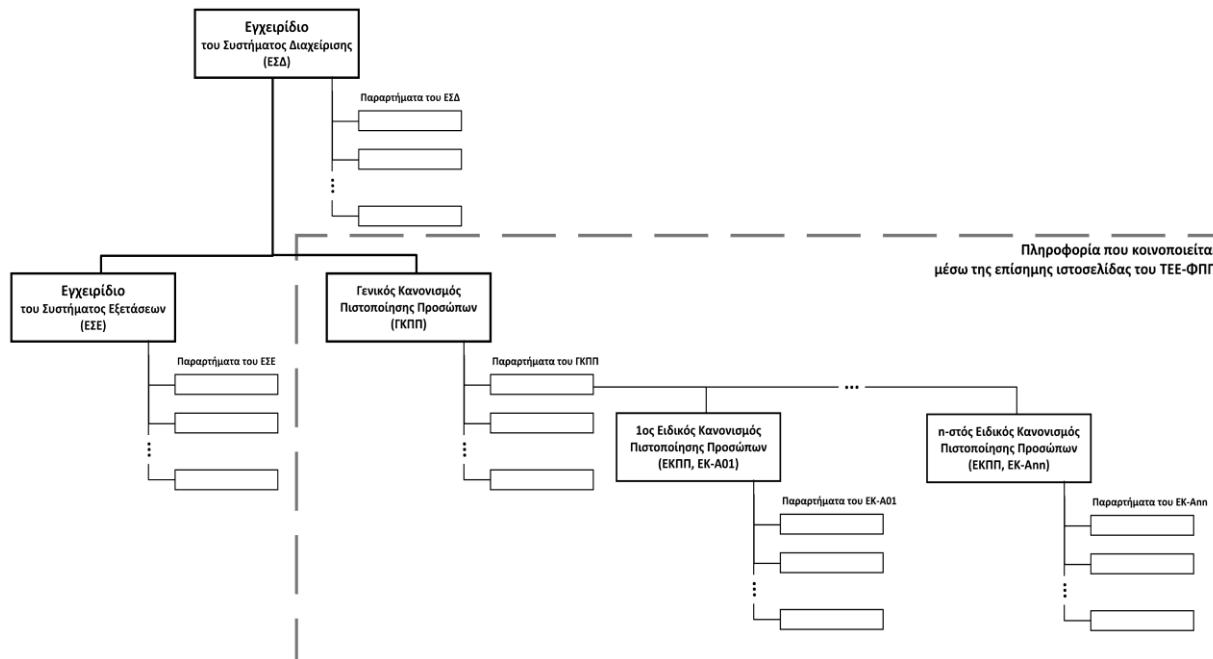 Εγχειρίδιο
του Συστήματος Διαχείρισης
(ΕΣΔ)
Παραρτήματα του ΕΣΔ
Πληροφορία που κοινοποιείτα
μέσω της επίσημης ιστοσελίδας του ΤΕΕ-ΦΠΓ
Εγχειρίδιο
του Συστήματος Εξετάσεων
(ΕΣΕ)
Γενικός Κανονισμός
Πιστοποίησης Προσώπων
(ΓΚΠΠ)
Παραρτήματα του ΕΣΕ
Παραρτήματα του ΓΚΠΠ
1ος Ειδικός Κανονισμός
Πιστοποίησης Προσώπων
(ΕΚΠΠ, ΕΚ-Α01)
n-στός Ειδικός Κανονισμός
Πιστοποίησης Προσώπων
(ΕΚΠΠ, ΕΚ-Ann)
Παραρτήματα του ΕΚ-Α01
Παραρτήματα του ΕΚ-Ann